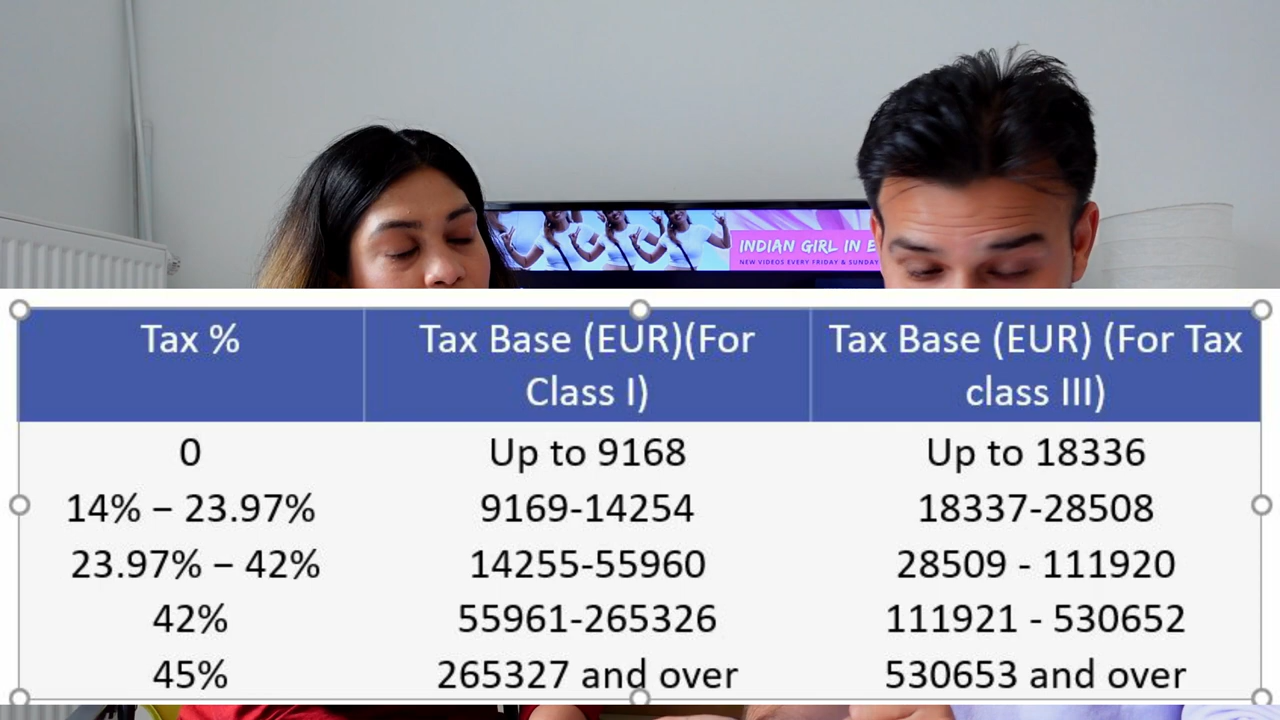 INDIAN GIRL IN
NEW VIDEOS EVERY FRIDAY & SUNDAY
Tax %
Tax Base (EUR)(For
Class I)
Tax Base (EUR) (For Tax
class III)
0
Up to 9168
Up to 18336
14% – 23.97%
9169-14254
18337-28508
23.97% – 42%
14255-55960
28509 - 111920
42%
55961-265326
111921 - 530652
45%
265327 and over
530653 and over